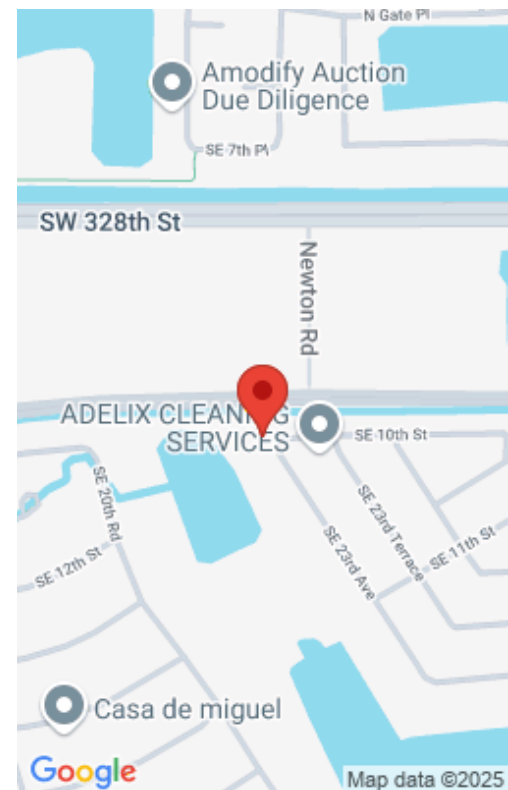 N Gate Pl
Amodify Auction
Due Diligence
SE 7th Pl
SW 328th St
Newton Rd
ADELIX CLEANING
SERVICES
SE 10th St
SE 20th Rd
SE 23rd Terrace
SE 11th St
SE 12th St
SE 23rd Ave
Casa de miguel
Google
Map data ©2025